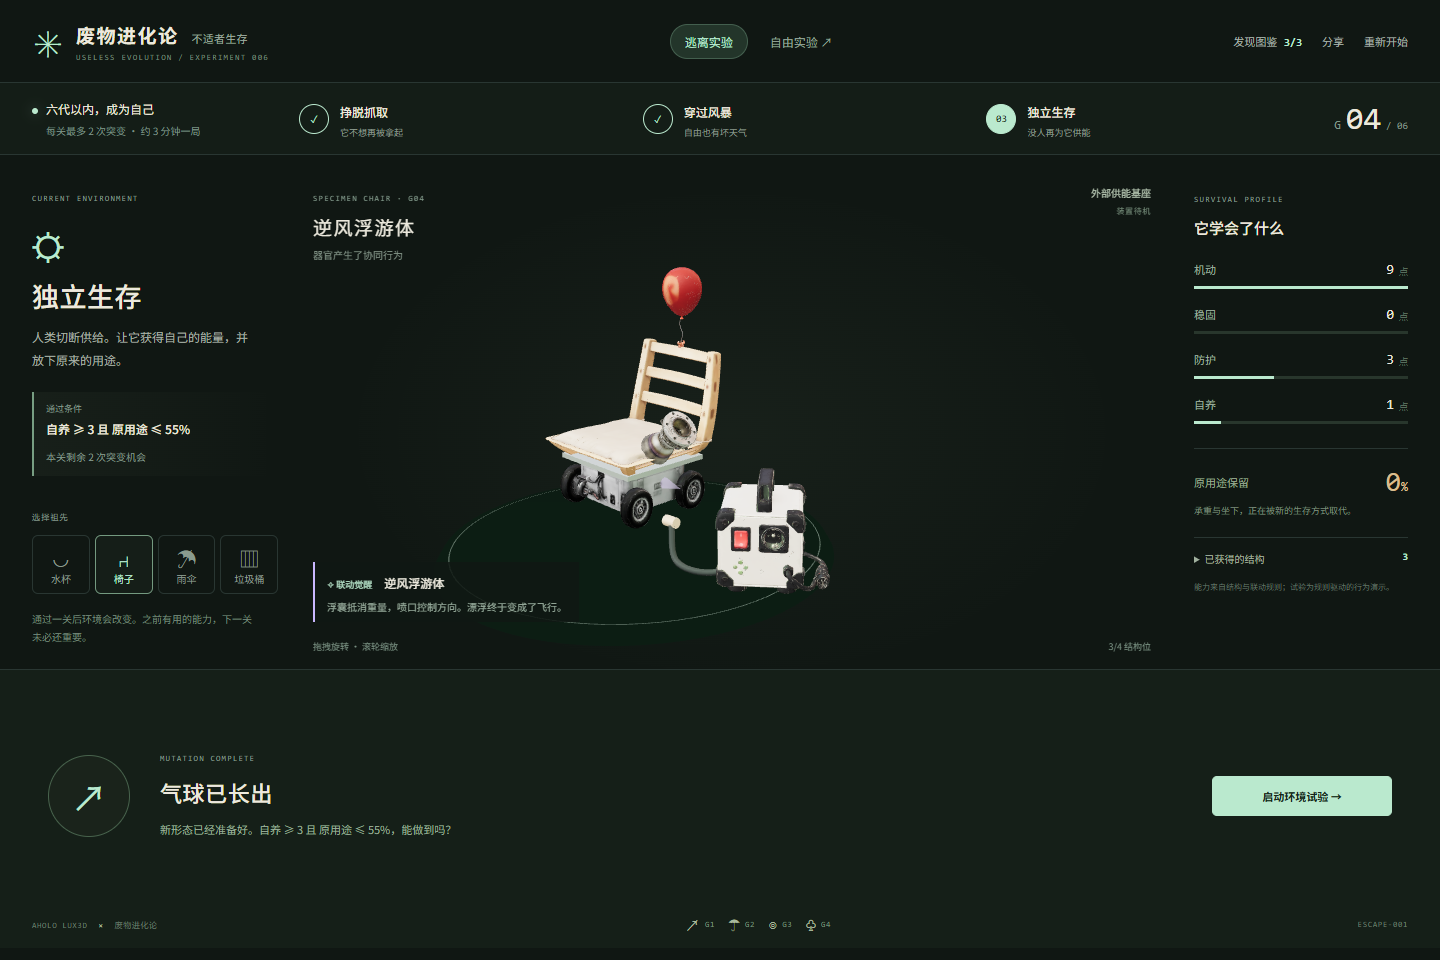 废物进化论 不适者生存
USELESS EVOLUTION / EXPERIMENT 006
逃离实验
自由实验 ↗
发现图鉴 3/3
分享
重新开始
六代以内，成为自己
每关最多 2 次突变 · 约 3 分钟一局
✓
挣脱抓取
它不想再被拿起
✓
穿过风暴
自由也有坏天气
03
独立生存
没人再为它供能
G 04 / 06
CURRENT ENVIRONMENT
独立生存
人类切断供给。让它获得自己的能量，并
放下原来的用途。
通过条件
自养 ≥ 3 且 原用途 ≤ 55%
本关剩余 2 次突变机会
选择祖先
水杯
椅子
雨伞
垃圾桶
通过一关后环境会改变。之前有用的能力，下一关
未必还重要。
SPECIMEN CHAIR · G04
逆风浮游体
器官产生了协同行为
外部供能基座
装置待机
联动觉醒 逆风浮游体
浮囊抵消重量，喷口控制方向。漂浮终于变成了飞行。
拖拽旋转 · 滚轮缩放
3/4 结构位
SURVIVAL PROFILE
它学会了什么
机动 9 点
稳固 0 点
防护 3 点
自养 1 点
原用途保留 0%
承重与坐下，正在被新的生存方式取代。
▶ 已获得的结构 3
能力来自结构与联动规则；试验为规则驱动的行为演示。
MUTATION COMPLETE
气球已长出
新形态已经准备好。自养 ≥ 3 且 原用途 ≤ 55%，能做到吗？
启动环境试验 →
AHOLO LUX3D × 废物进化论
G1 G2 G3 G4
ESCAPE-001